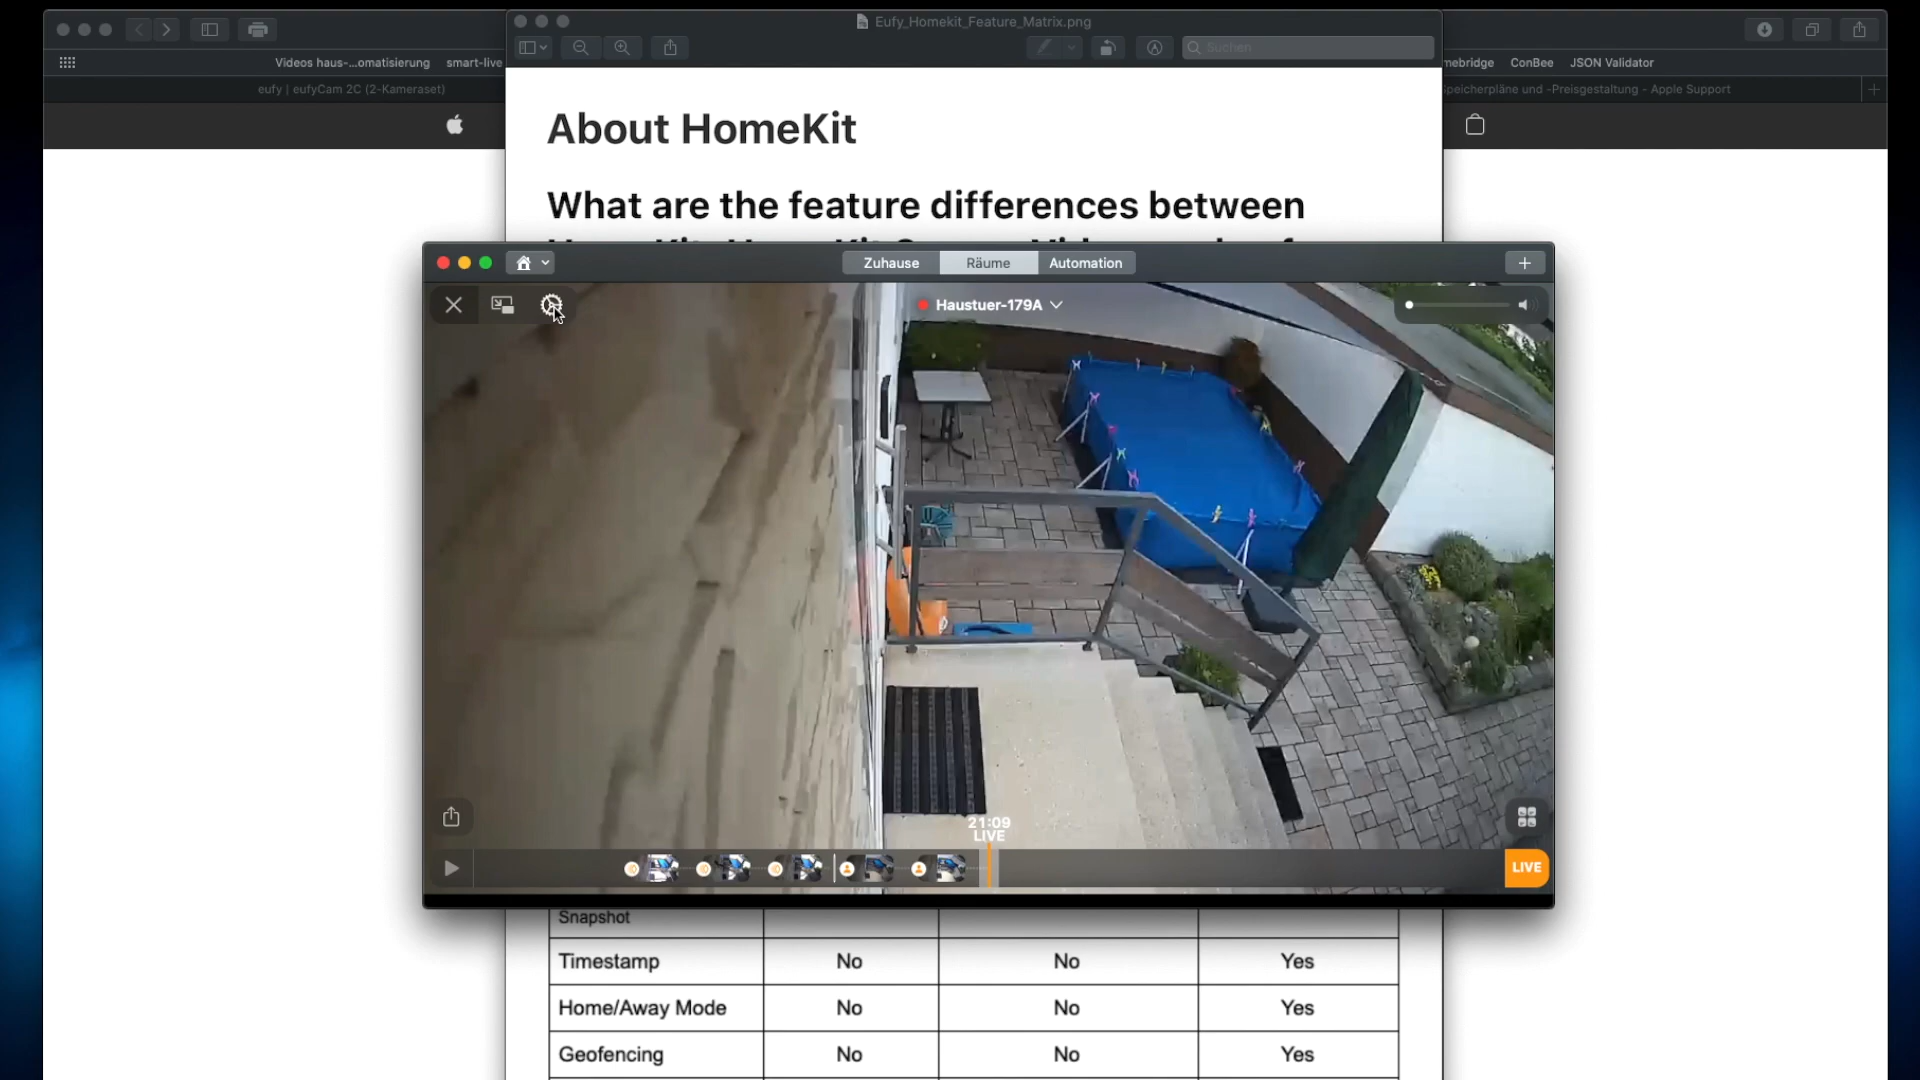 Eufy_Homekit_Feature_Matrix.png
Suchen
Videos haus-...omatisierung
smart-live
mebridge
ConBee
JSON Validator
eufy | eufyCam 2C (2-Kameraset)
Speicherpläne und -Preisgestaltung - Apple Support
About HomeKit
What are the feature differences between
Zuhause
Räume
Automation
Haustuer-179A
21:09
LIVE
LIVE
Snapshot
Timestamp No No Yes
Home/Away Mode No No Yes
Geofencing No No Yes